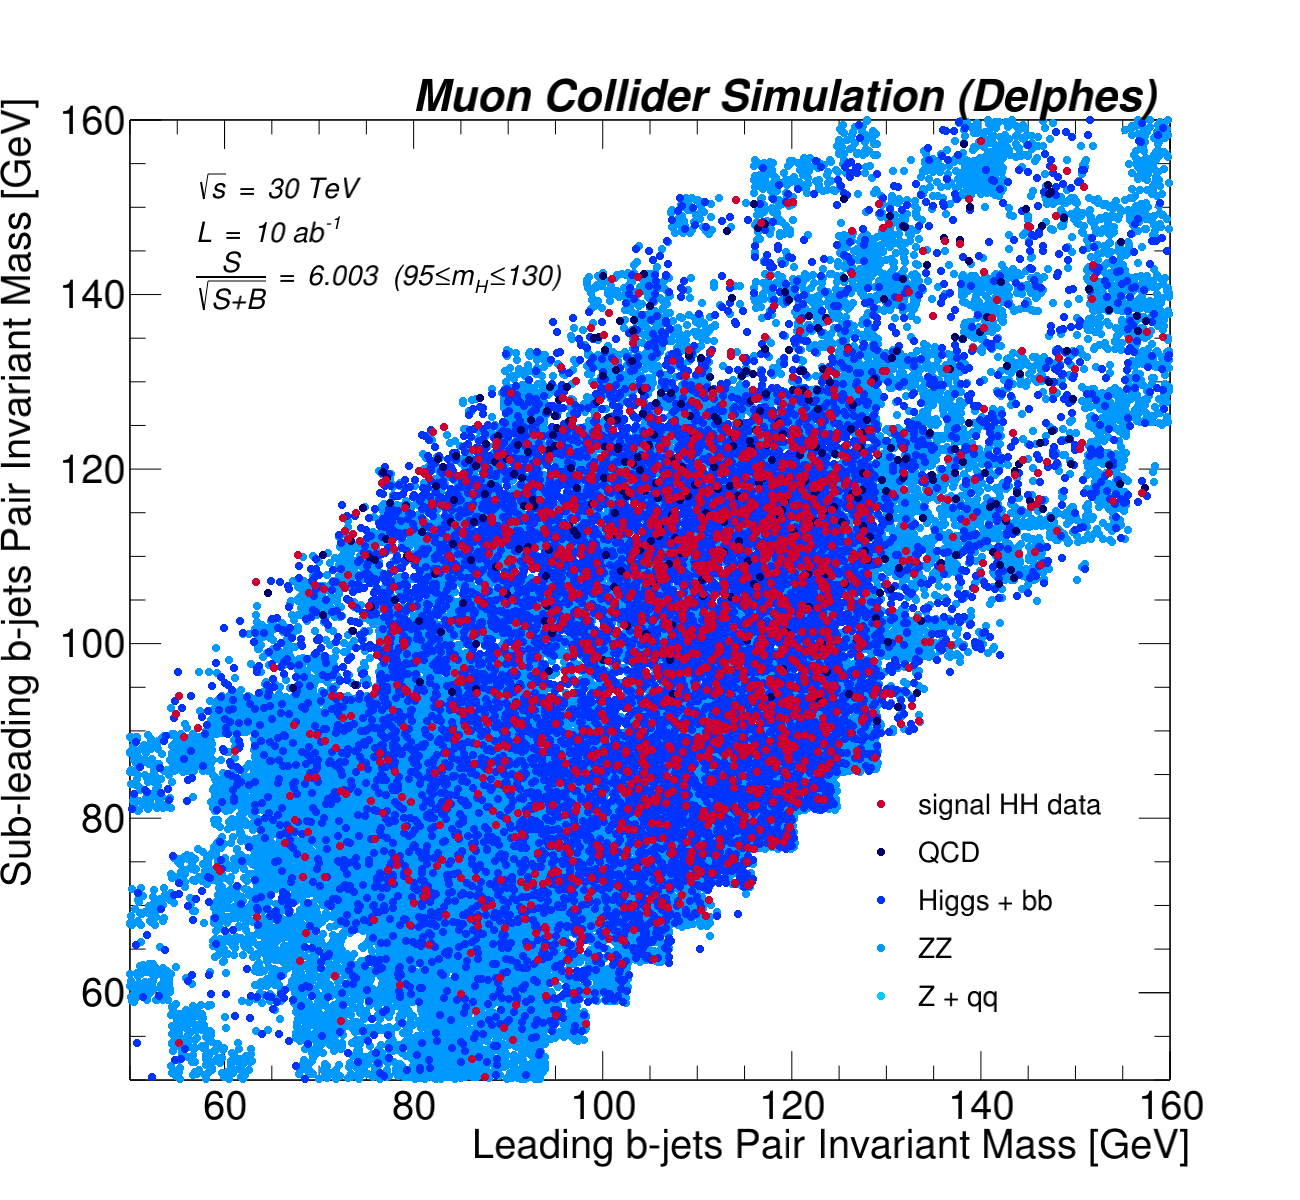 Muon Collider Simulation (Delphes)
Sub-leading b-jets Pair Invariant Mass [GeV]
160
140
120
100
80
60
√s = 30 TeV
L = 10 ab⁻¹
S/√S+B = 6.003 (95≤m_H≤130)
signal HH data
QCD
Higgs + bb
ZZ
Z + qq
60 80 100 120 140 160
Leading b-jets Pair Invariant Mass [GeV]